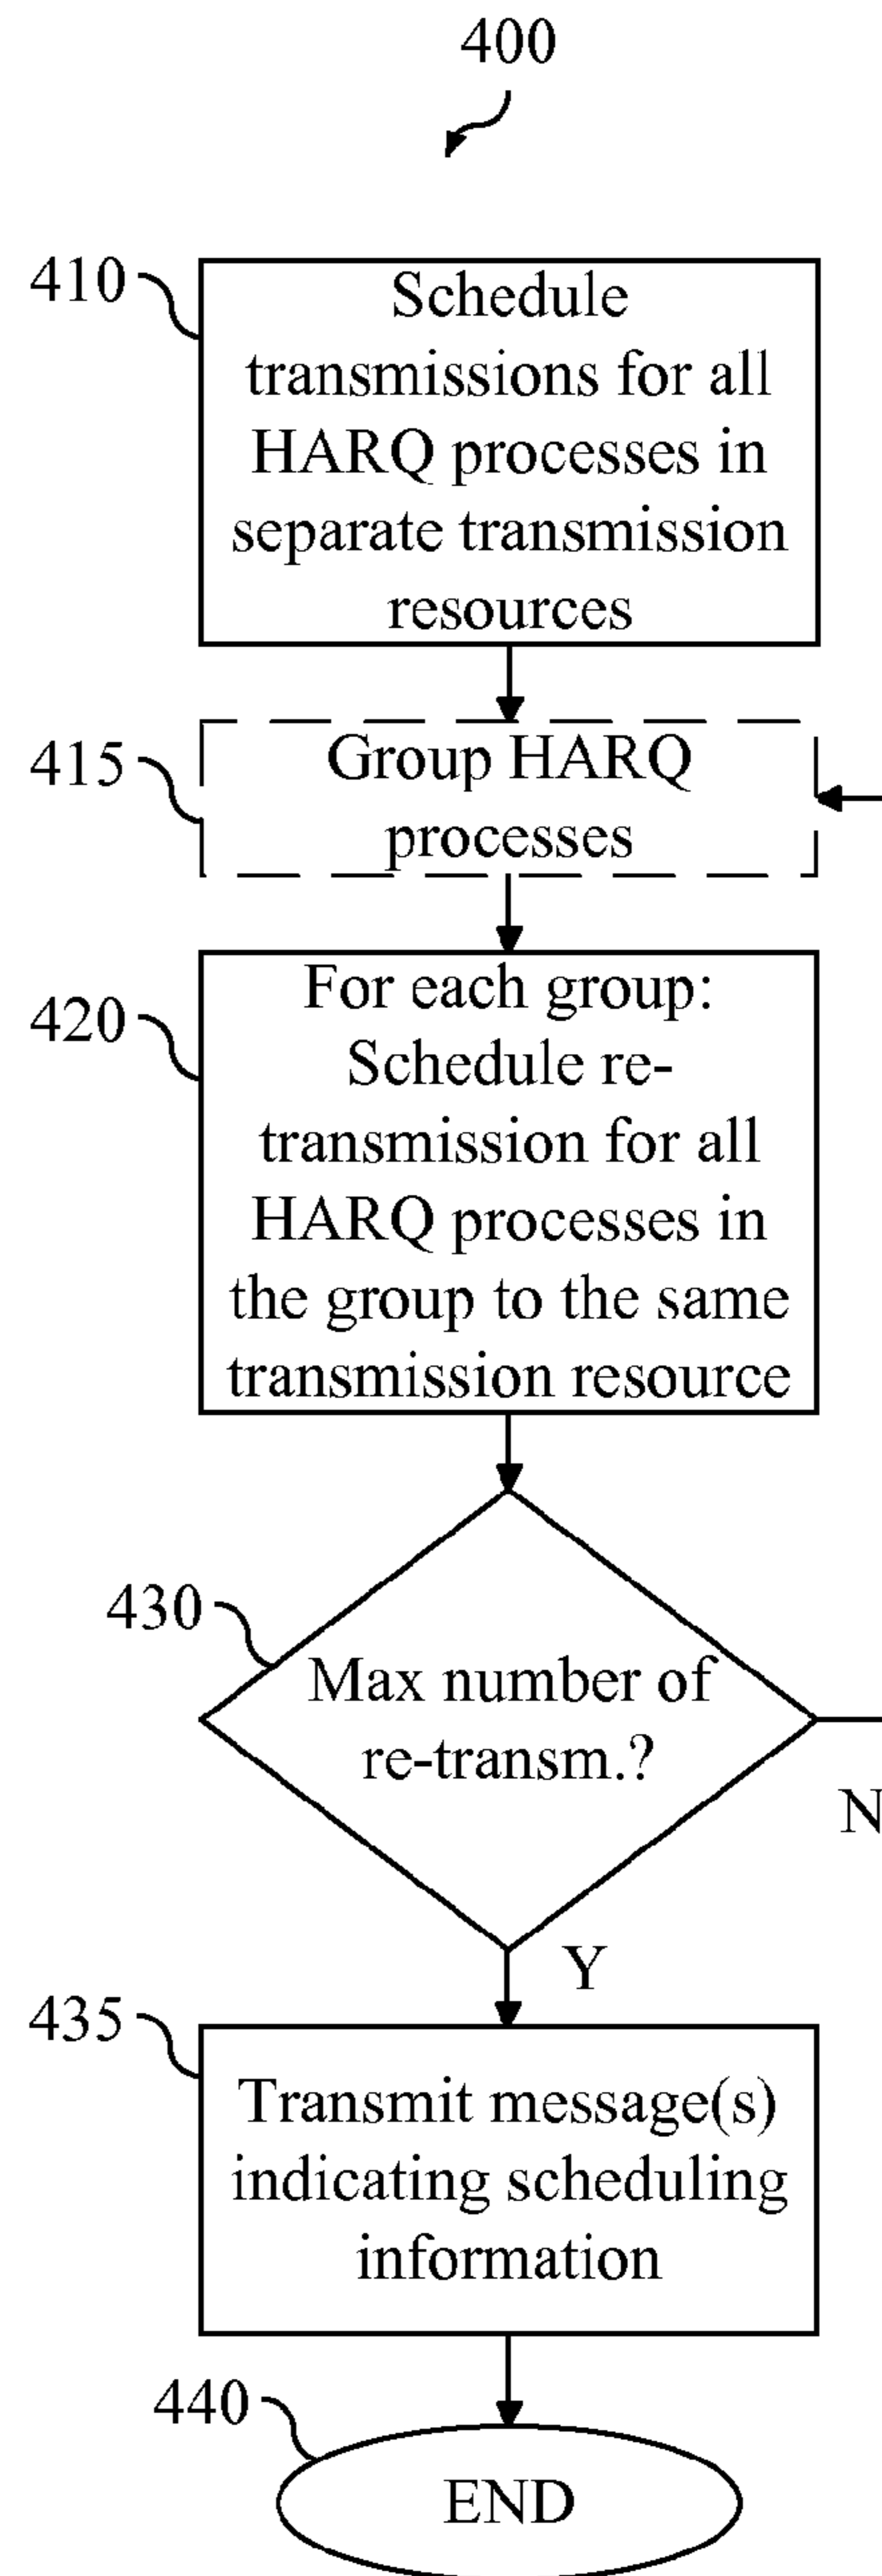 400
410
Schedule
transmissions for all
HARQ processes in
separate transmission
resources
415
Group HARQ
processes
420
For each group:
Schedule re-
transmission for all
HARQ processes in
the group to the same
transmission resource
430
Max number of
re-transm.?
N
Y
435
Transmit message(s)
indicating scheduling
information
440
END